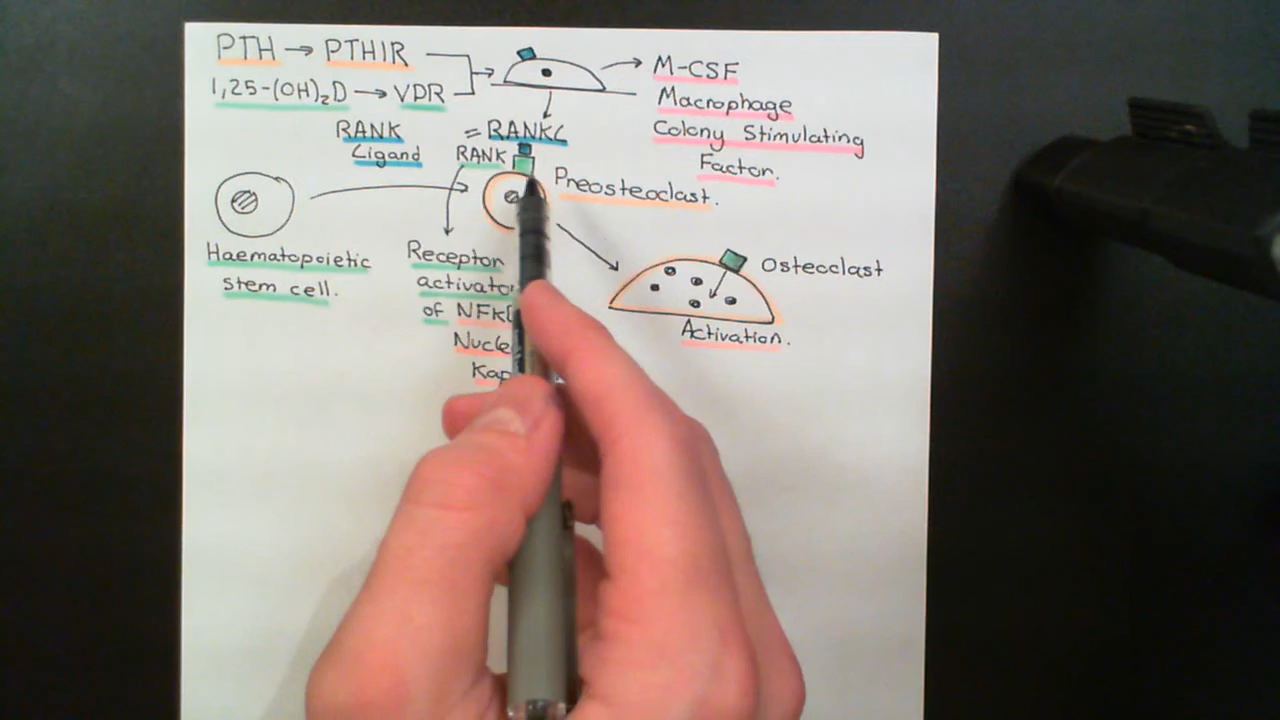 PTH → PTH1R
1,25-(OH)₂D → VDR
M-CSF
Macrophage
Colony Stimulating
Factor.
RANK = RANKL
Ligand
RANK
Preosteoclast.
Haematopoietic
stem cell.
Receptor
of
Osteoclast
Activation.